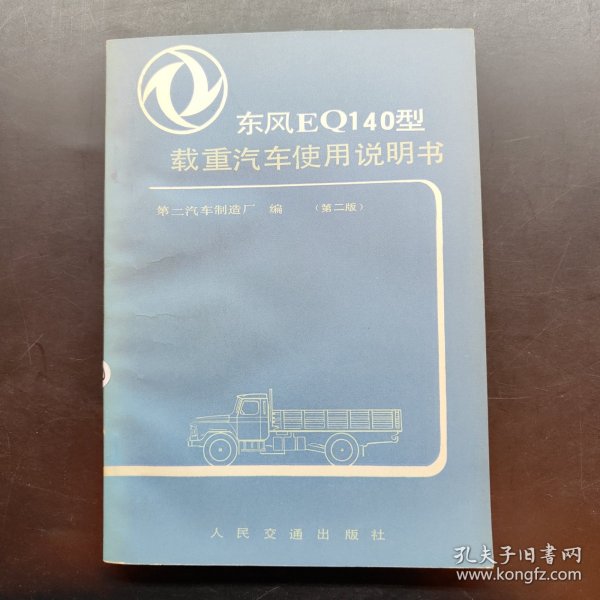 东风EQ140型
载重汽车使用说明书
第二汽车制造厂 编 （第二版）
人民交通出版社
孔夫子旧书网
www.kongfz.com